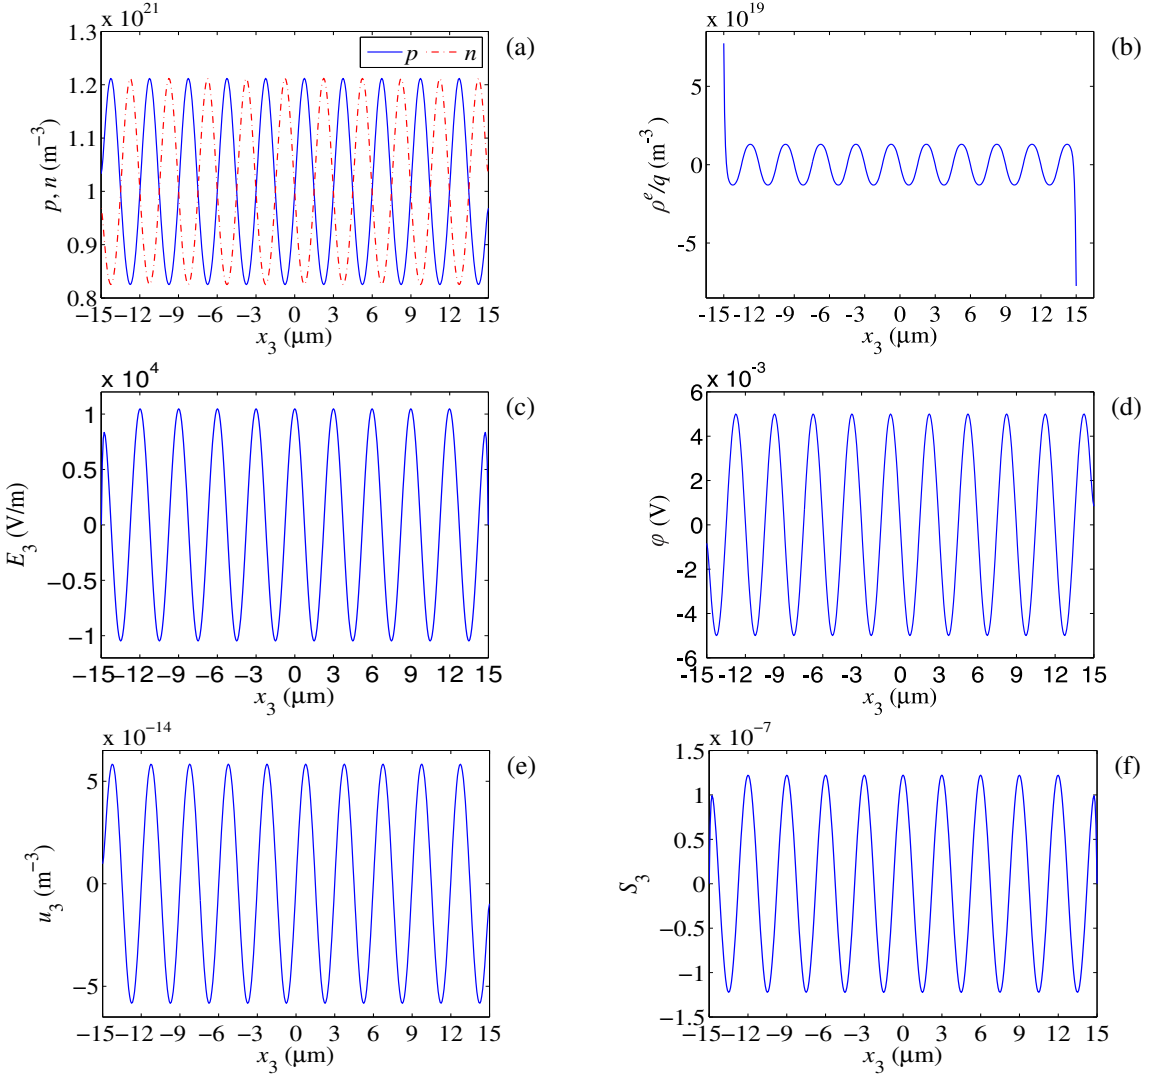 x 10^21
1.3
1.2
1.1
1
0.9
0.8
p, n (m^−3)
p n
(a)
−15−12 −9 −6 −3 0 3 6 9 12 15
x_3 (μm)
x 10^19
5
0
-5
ρ^e/q (m^-3)
(b)
-15 -12 -9 -6 -3 0 3 6 9 12 15
x_3 (μm)
x 10^4
1
0.5
0
−0.5
−1
E_3 (V/m)
(c)
−15−12 −9 −6 −3 0 3 6 9 12 15
x_3 (μm)
x 10^-3
6
4
2
0
-2
-4
-6
φ (V)
(d)
-15 -12 -9 -6 -3 0 3 6 9 12 15
x_3 (μm)
x 10^−14
5
0
−5
u_3 (m^−3)
(e)
−15−12 −9 −6 −3 0 3 6 9 12 15
x_3 (μm)
x 10^−7
1.5
1
0.5
0
−0.5
−1
−1.5
S_3
(f)
−15−12 −9 −6 −3 0 3 6 9 12 15
x_3 (μm)